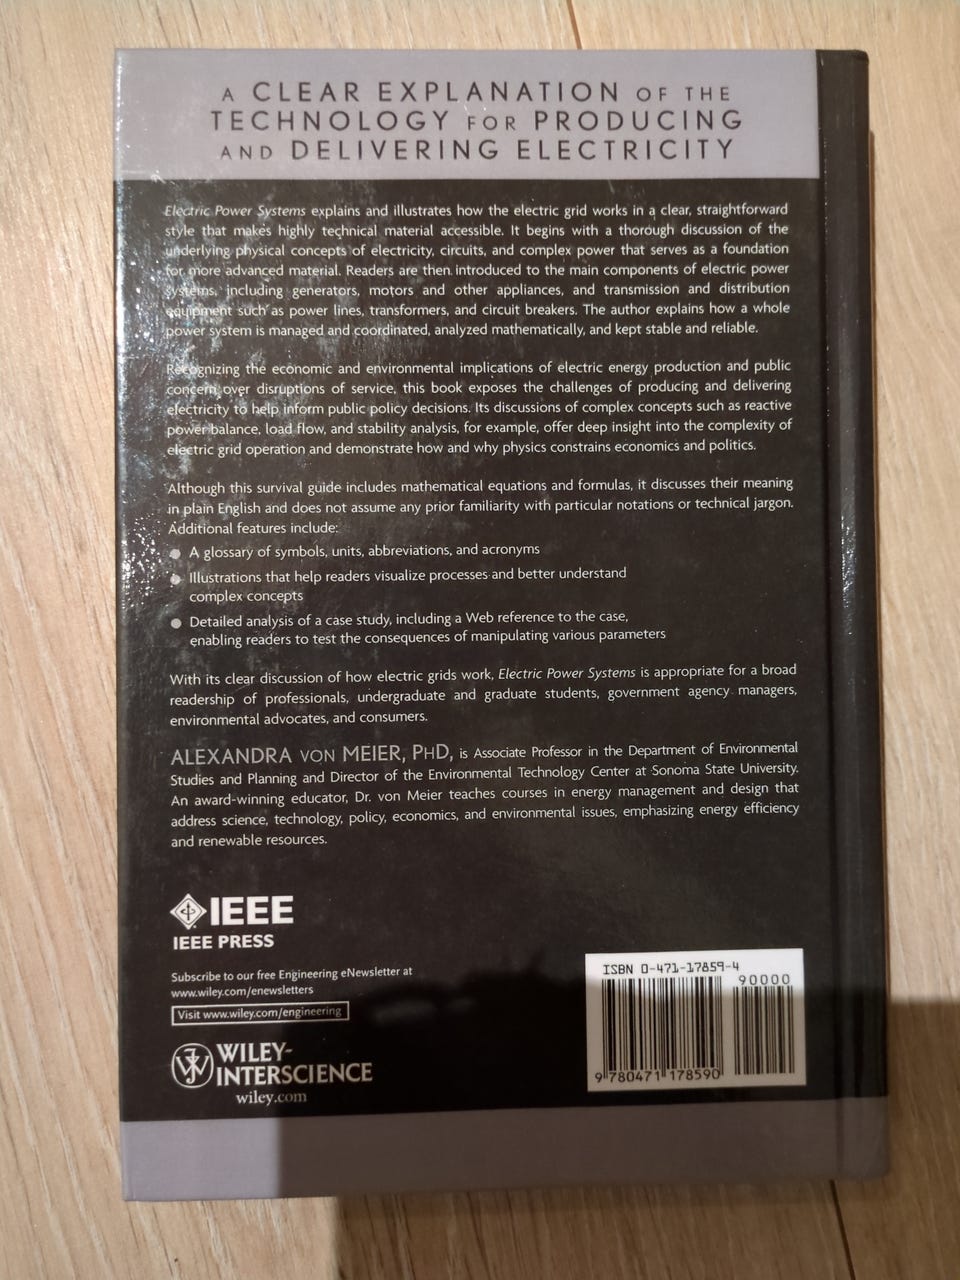 A CLEAR EXPLANATION OF THE
TECHNOLOGY FOR PRODUCING
AND DELIVERING ELECTRICITY
Electric Power Systems explains and illustrates how the electric grid works in a clear, straightforward
style that makes highly technical material accessible. It begins with a thorough discussion of the
underlying physical concepts of electricity, circuits, and complex power that serves as a foundation
for more advanced material. Readers are then introduced to the main components of electric power
systems, including generators, motors and other appliances, and transmission and distribution
equipment such as power lines, transformers, and circuit breakers. The author explains how a whole
power system is managed and coordinated, analyzed mathematically, and kept stable and reliable.
Recognizing the economic and environmental implications of electric energy production and public
concern over disruptions of service, this book exposes the challenges of producing and delivering
electricity to help inform public policy decisions. Its discussions of complex concepts such as reactive
power balance, load flow, and stability analysis, for example, offer deep insight into the complexity of
electric grid operation and demonstrate how and why physics constrains economics and politics.
Although this survival guide includes mathematical equations and formulas, it discusses their meaning
in plain English and does not assume any prior familiarity with particular notations or technical jargon.
Additional features include:
● A glossary of symbols, units, abbreviations, and acronyms
● Illustrations that help readers visualize processes and better understand
complex concepts
● Detailed analysis of a case study, including a Web reference to the case,
enabling readers to test the consequences of manipulating various parameters
With its clear discussion of how electric grids work, Electric Power Systems is appropriate for a broad
readership of professionals, undergraduate and graduate students, government agency managers,
environmental advocates, and consumers.
ALEXANDRA VON MEIER, PHD, is Associate Professor in the Department of Environmental
Studies and Planning and Director of the Environmental Technology Center at Sonoma State University.
An award-winning educator, Dr. von Meier teaches courses in energy management and design that
address science, technology, policy, economics, and environmental issues, emphasizing energy efficiency
and renewable resources.
IEEE
IEEE PRESS
Subscribe to our free Engineering eNewsletter at
www.wiley.com/enewsletters
Visit www.wiley.com/engineering
WILEY-
INTERSCIENCE
wiley.com
ISBN 0-471-17859-4
90000
9 780471 178590